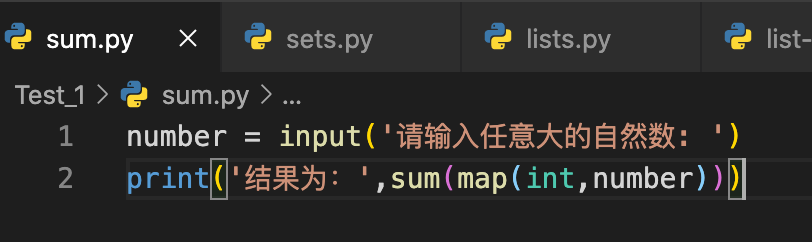 sum.py × sets.py lists.py list-
Test_1 > sum.py > ...
1 number = input('请输入任意大的自然数: ')
2 print('结果为: ',sum(map(int,number)))